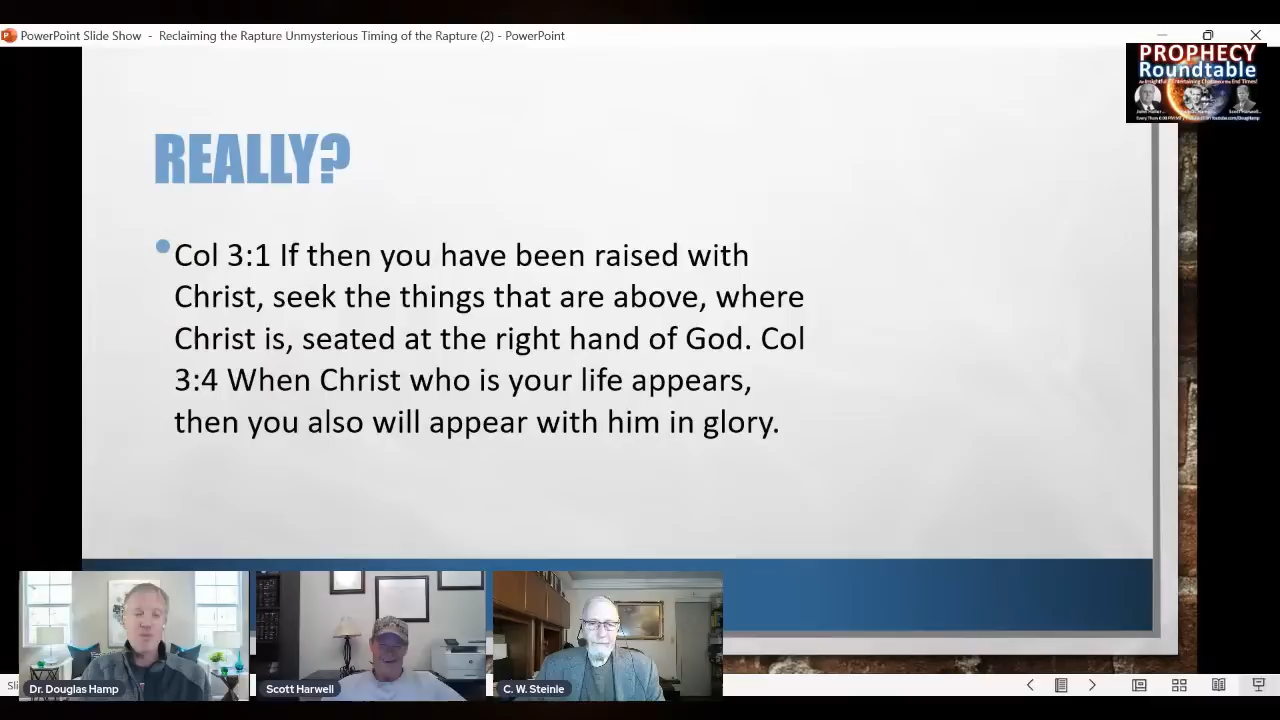 PowerPoint Slide Show - Reclaiming the Rapture Unmysterious Timing of the Rapture (2) - PowerPoint
PROPHECY
Roundtable
REALLY?
Col 3:1 If then you have been raised with
Christ, seek the things that are above, where
Christ is, seated at the right hand of God. Col
3:4 When Christ who is your life appears,
then you also will appear with him in glory.
Dr. Douglas Hamp
Scott Harwell
C. W. Steinle